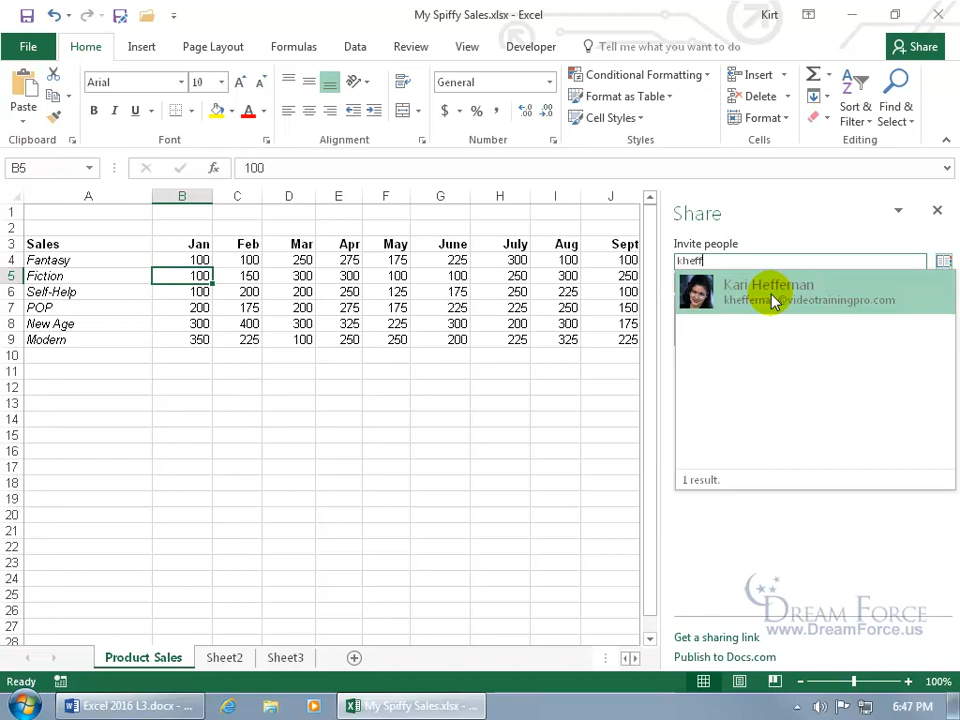 My Spiffy Sales.xlsx - Excel
Kirt
File Home Insert Page Layout Formulas Data Review View Developer Tell me what you want to do Share
Paste
Arial 10
B I U
General
$ % ,
Conditional Formatting
Format as Table
Cell Styles
Insert
Delete
Format
Sort & Filter
Find & Select
Clipboard Font Alignment Number Styles Cells Editing
B5 fx 100
A B C D E F G H I J
1
2
3 Sales Jan Feb Mar Apr May June July Aug Sept
4 Fantasy 100 100 250 275 175 225 300 100 100
5 Fiction 100 150 300 300 100 100 250 300 250
6 Self-Help 100 200 200 250 125 175 250 225 100
7 POP 200 175 225 275 175 225 225 250 150
8 New Age 300 400 300 325 225 300 200 300 175
9 Modern 350 225 100 250 250 200 225 325 225
10
11
12
13
14
15
16
17
18
19
20
21
22
23
24
25
26
27
28
Share
Invite people
kheff
Kari Heffernan
kheffernan@videotrainingpro.com
1 result.
DREAM FORCE
www.DreamForce.us
Get a sharing link
Publish to Docs.com
Product Sales Sheet2 Sheet3
Ready
100%
Excel 2016 L3.docx - ...
My Spiffy Sales.xlsx - ...
6:47 PM